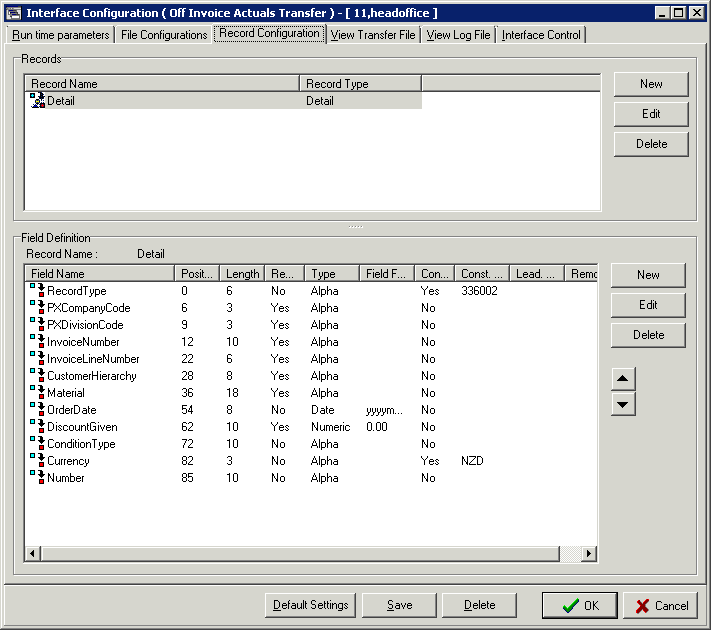 Interface Configuration ( Off Invoice Actuals Transfer ) - [ 11,headoffice ]
Run time parameters File Configurations Record Configuration View Transfer File View Log File Interface Control
Records
Record Name Record Type
Detail Detail
New
Edit
Delete
Field Definition
Record Name : Detail
Field Name Posit... Length Re... Type Field F... Con... Const. ... Lead. ... Remo
RecordType 0 6 No Alpha Yes 336002
PXCompanyCode 6 3 Yes Alpha No
PXDivisionCode 9 3 Yes Alpha No
InvoiceNumber 12 10 Yes Alpha No
InvoiceLineNumber 22 6 Yes Alpha No
CustomerHierarchy 28 8 Yes Alpha No
Material 36 18 Yes Alpha No
OrderDate 54 8 No Date yyyym... No
DiscountGiven 62 10 Yes Numeric 0.00 No
ConditionType 72 10 No Alpha No
Currency 82 3 No Alpha Yes NZD
Number 85 10 No Alpha No
New
Edit
Delete
Default Settings Save Delete OK Cancel